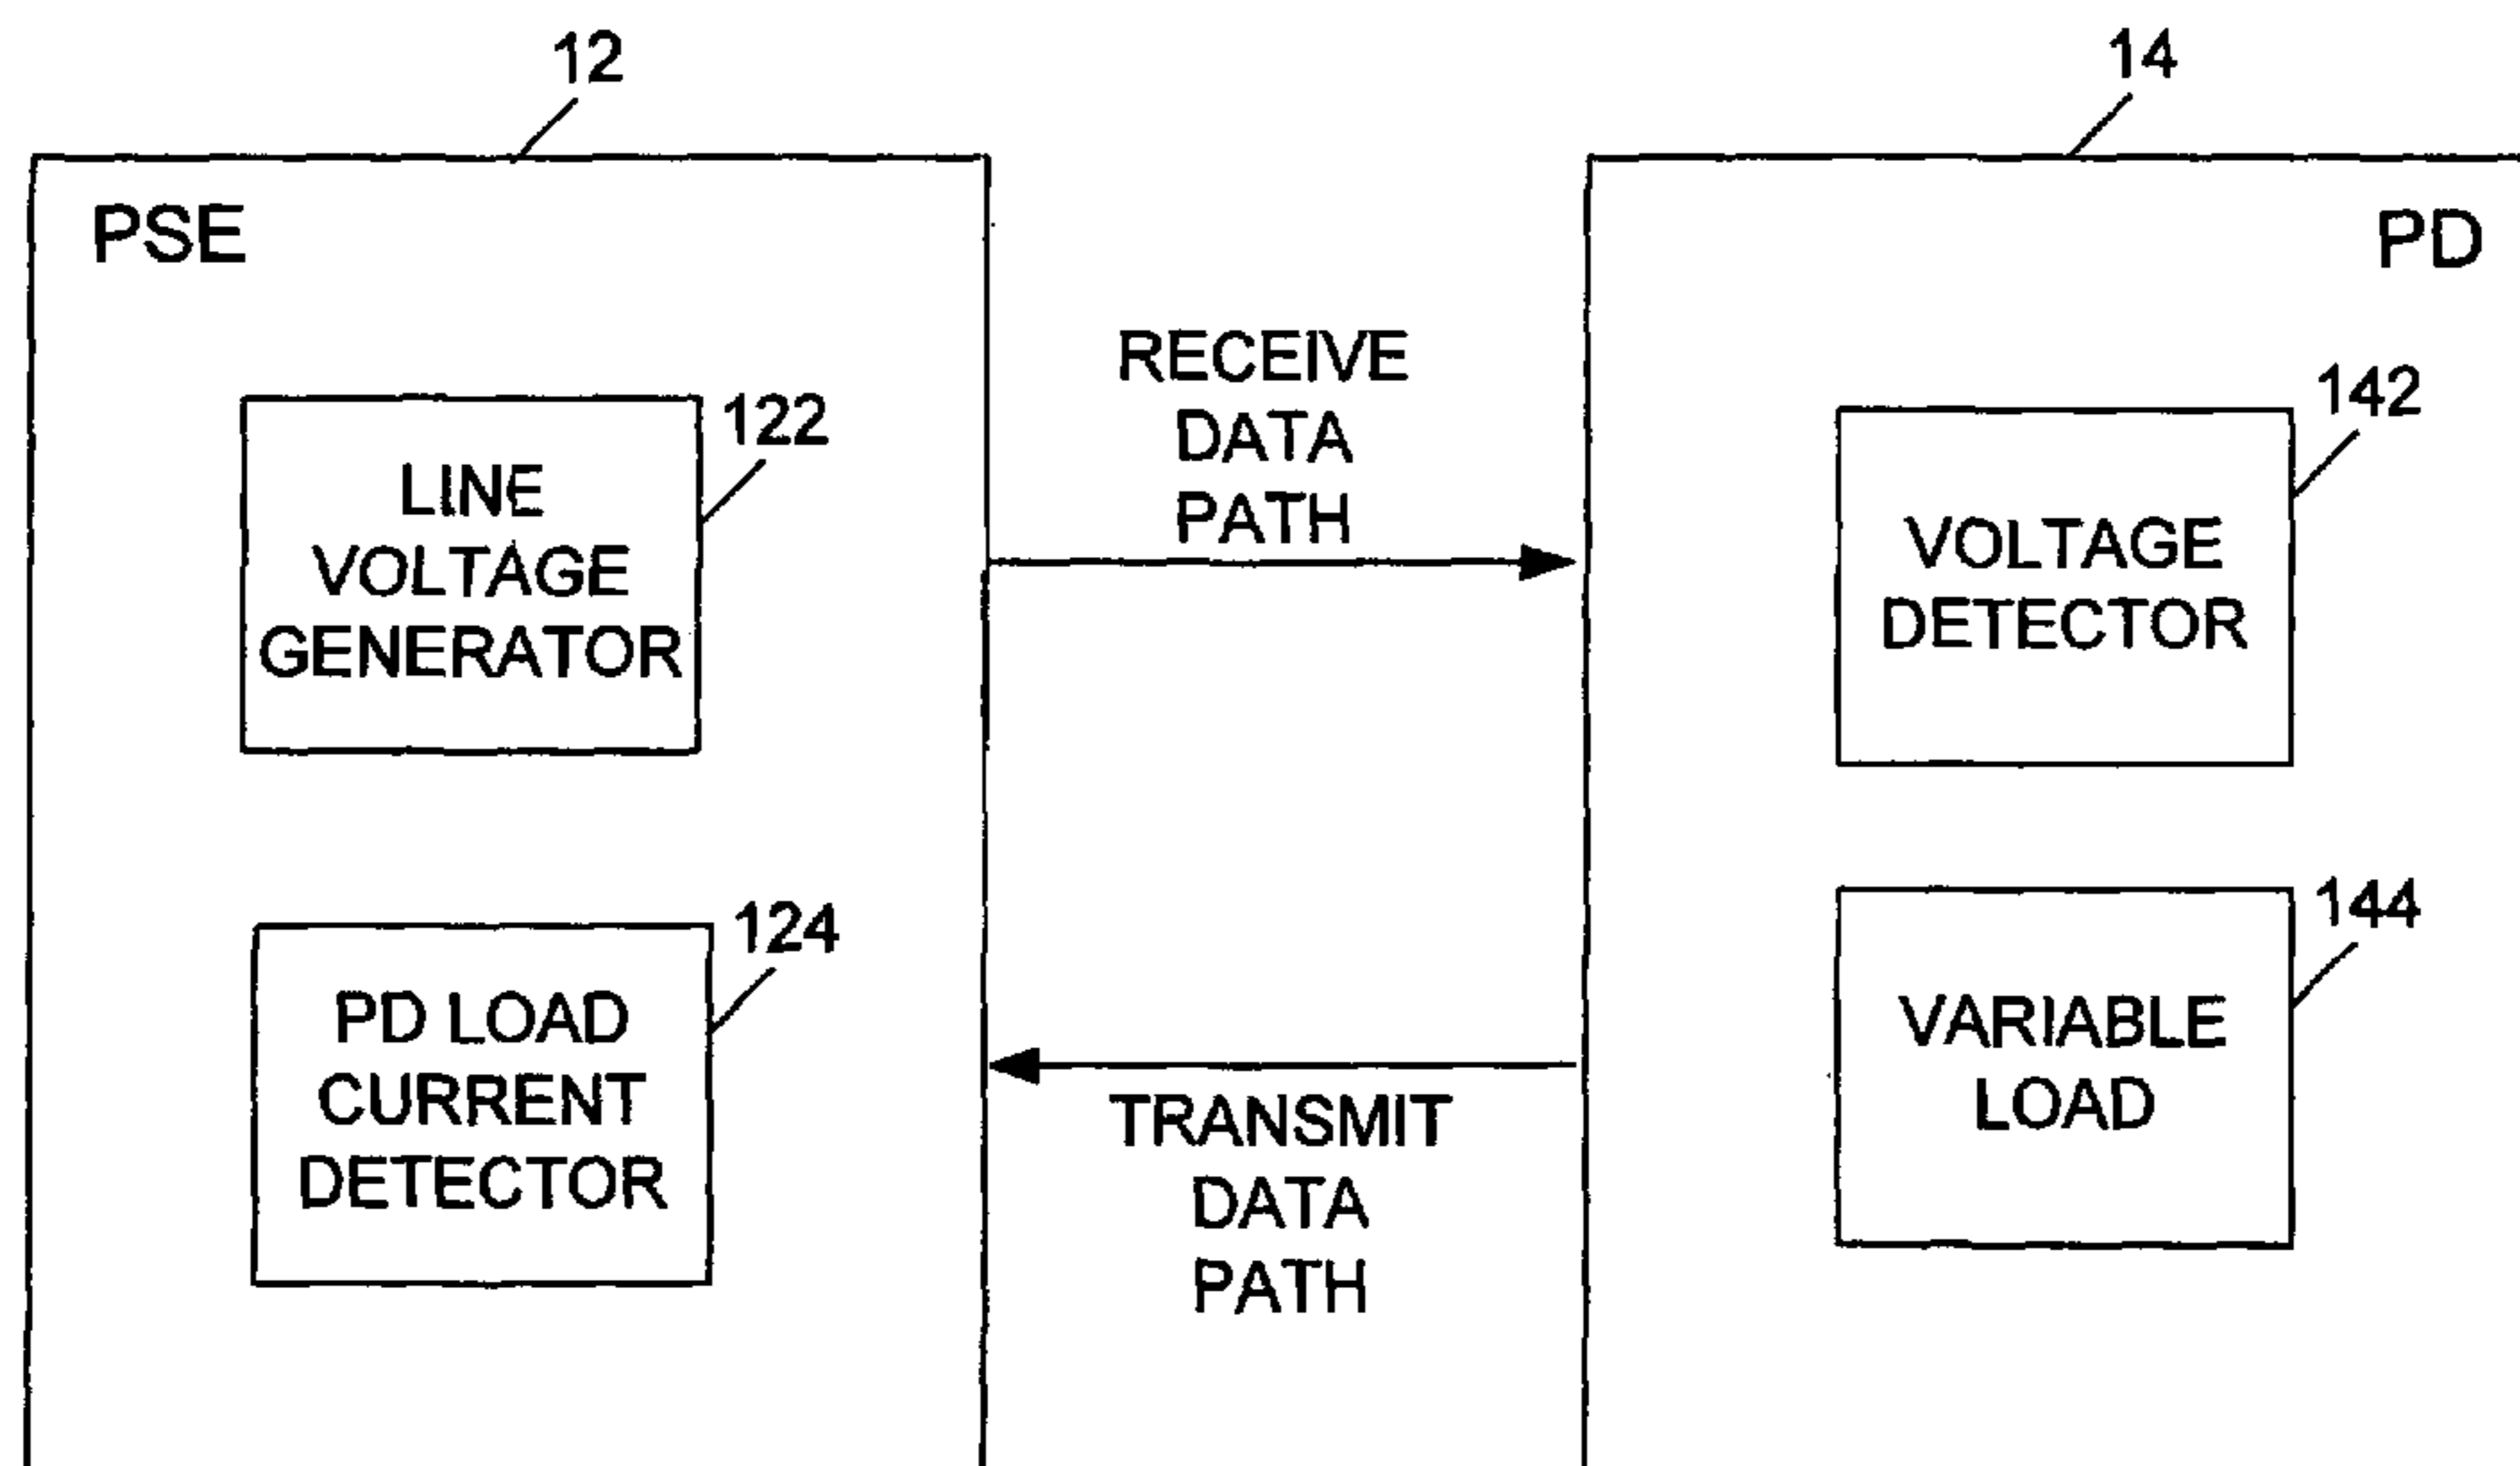 12
14
PSE
PD
RECEIVE
DATA
PATH
122
LINE
VOLTAGE
GENERATOR
142
VOLTAGE
DETECTOR
124
PD LOAD
CURRENT
DETECTOR
144
VARIABLE
LOAD
TRANSMIT
DATA
PATH